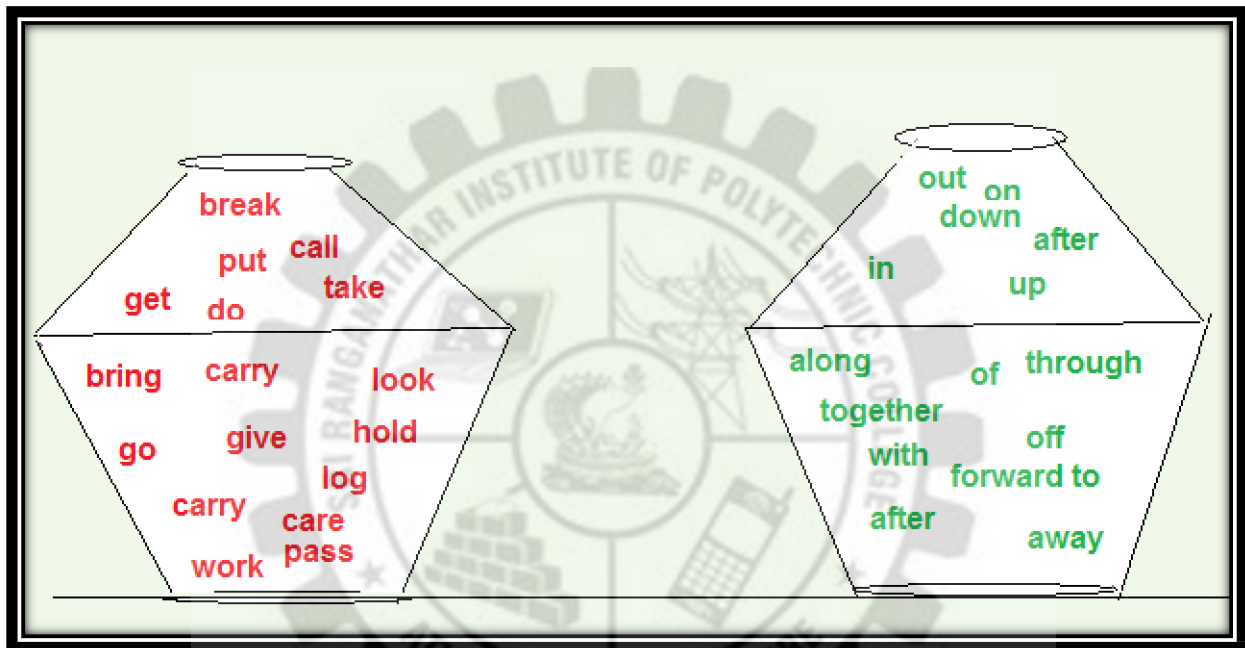 break
put call
get do take
bring carry look
go give hold
log
carry care
work pass
out on
down
in after
up
along of through
together
with off
forward to
after away
SRI RANGANATHAR INSTITUTE OF POLYTECHNIC COLLEGE